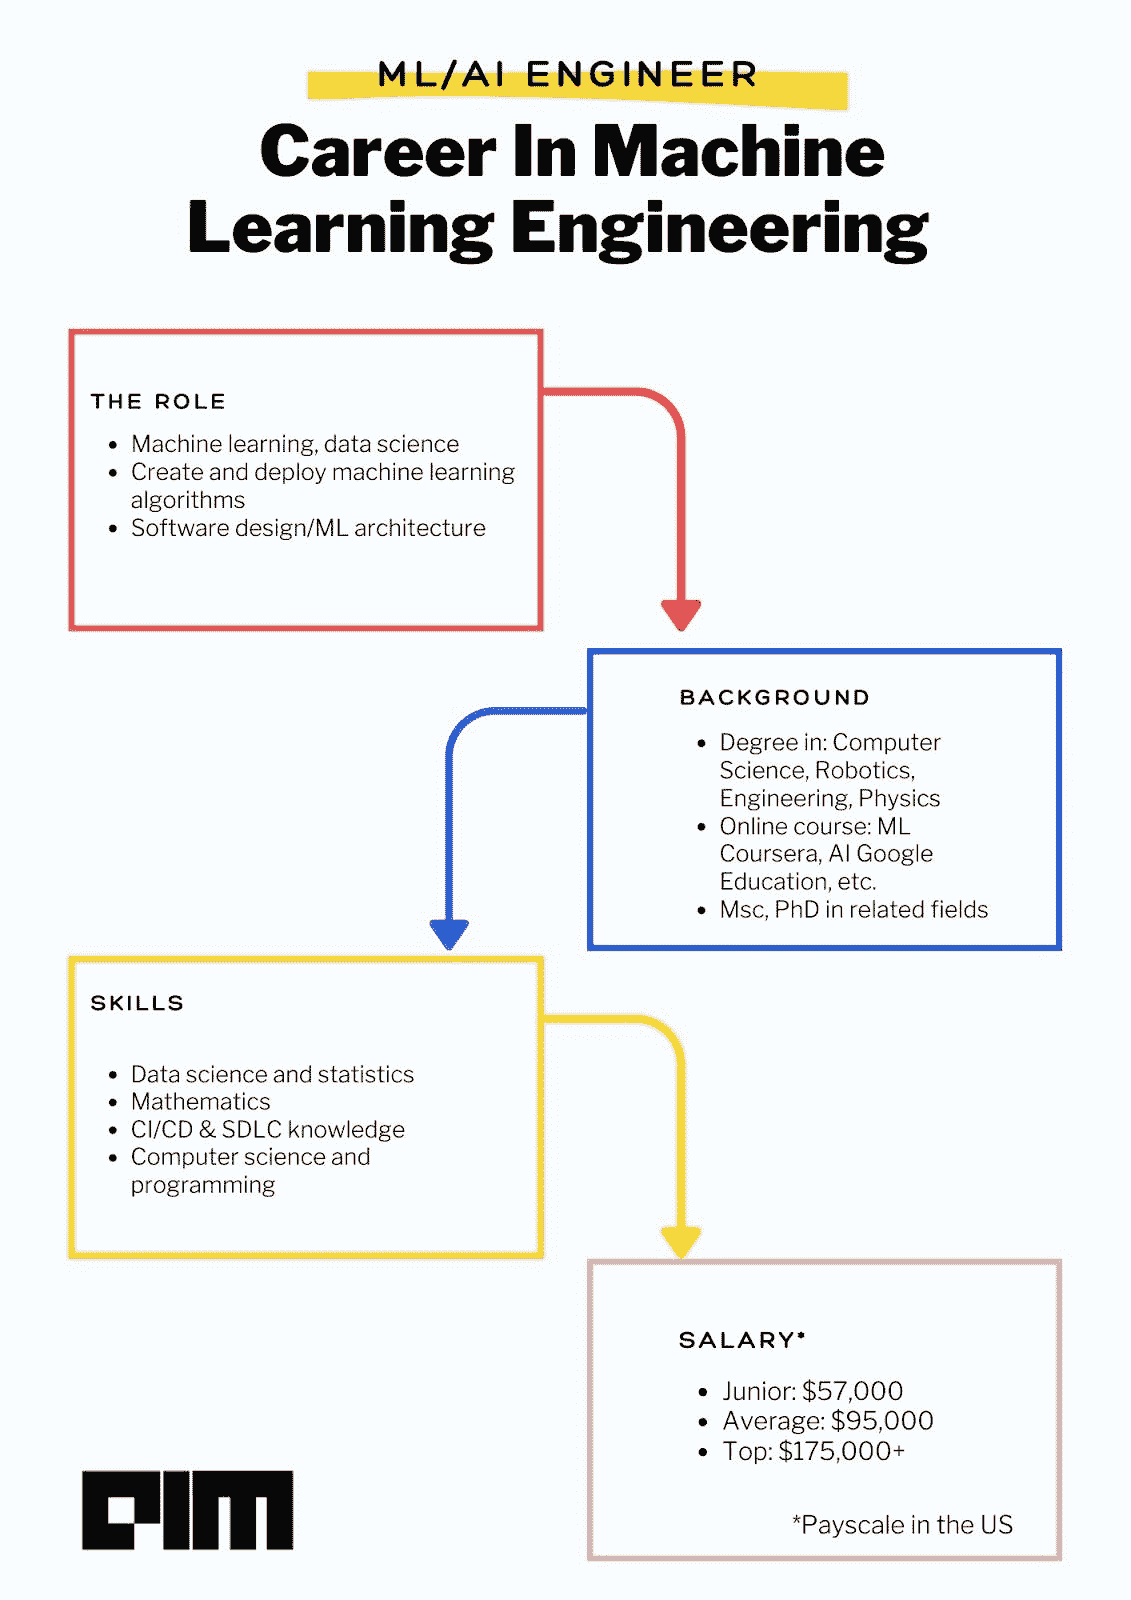 ML/AI ENGINEER
Career In Machine
Learning Engineering
THE ROLE
• Machine learning, data science
• Create and deploy machine learning
algorithms
• Software design/ML architecture
BACKGROUND
• Degree in: Computer
Science, Robotics,
Engineering, Physics
• Online course: ML
Coursera, AI Google
Education, etc.
• Msc, PhD in related fields
SKILLS
• Data science and statistics
• Mathematics
• CI/CD & SDLC knowledge
• Computer science and
programming
SALARY*
• Junior: $57,000
• Average: $95,000
• Top: $175,000+
*Payscale in the US
AIM